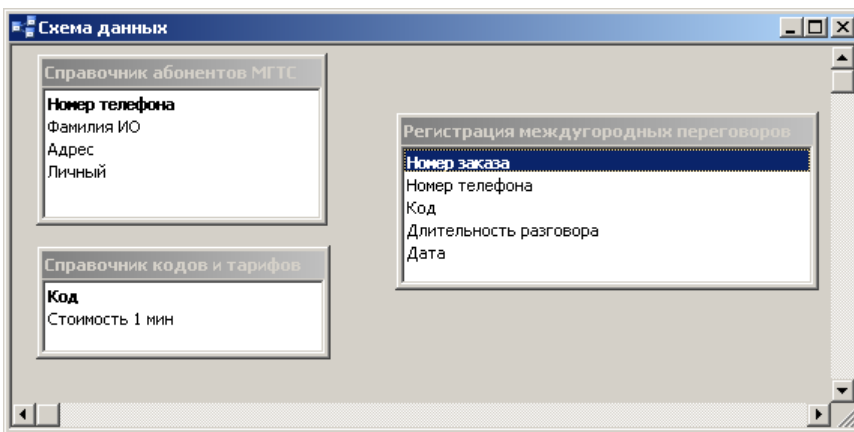 Схема данных
Справочник абонентов МГТС
Номер телефона
Фамилия ИО
Адрес
Личный
Справочник кодов и тарифов
Код
Стоимость 1 мин
Регистрация междугородных переговоров
Номер заказа
Номер телефона
Код
Длительность разговора
Дата